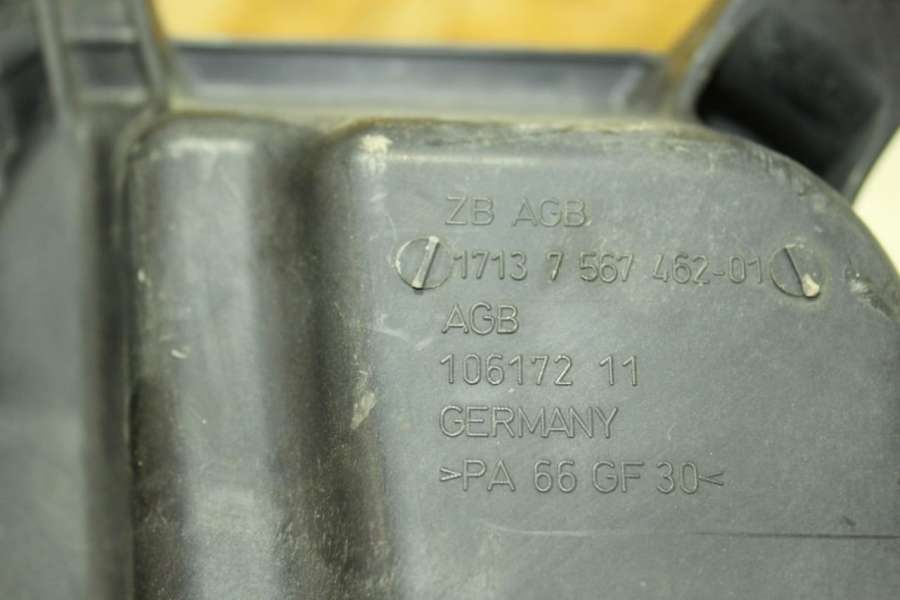 ZB AGB
1713 7 567 462-01
AGB
106172 11
GERMANY
>PA 66 GF 30<